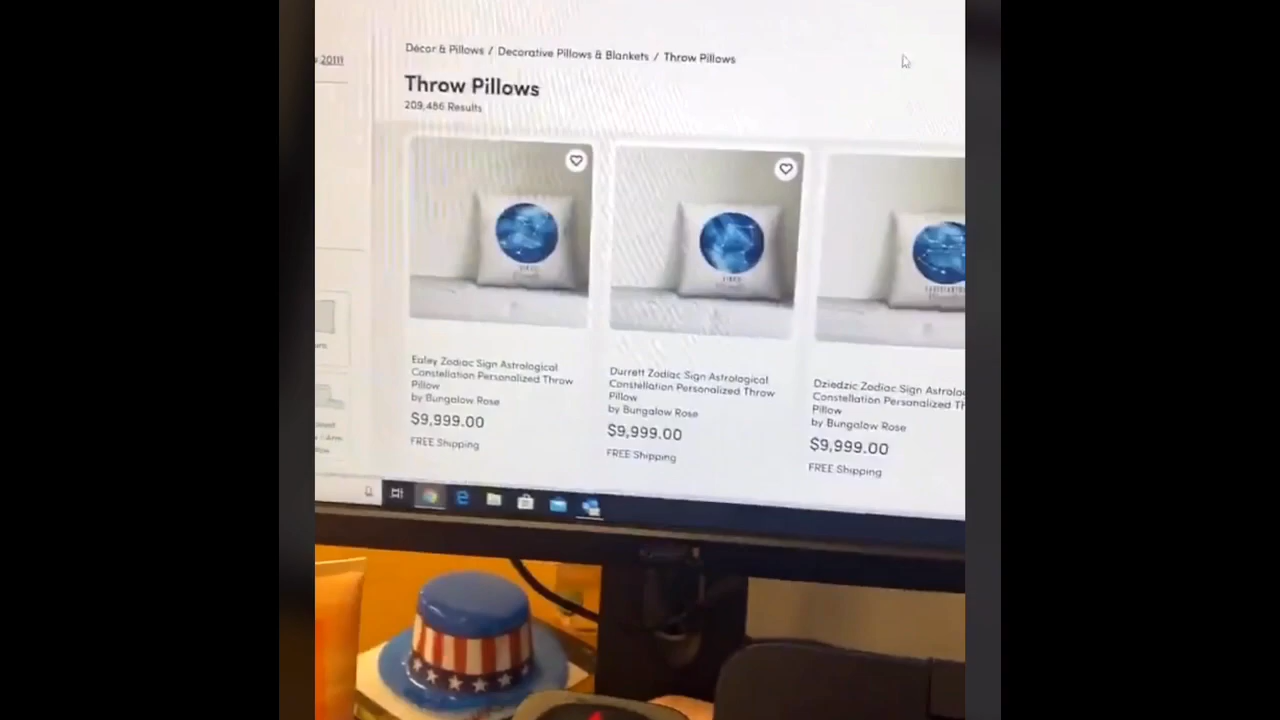 2011!
Décor & Pillows / Decorative Pillows & Blankets / Throw Pillows
Throw Pillows
209,486 Results
Ealey Zodiac Sign Astrological
Constellation Personalized Throw
Pillow
by Bungalow Rose
$9,999.00
FREE Shipping
Durrett Zodiac Sign Astrological
Constellation Personalized Throw
Pillow
by Bungalow Rose
$9,999.00
FREE Shipping
Dziedzic Zodiac Sign Astrolo
Constellation Personalized Th
Pillow
by Bungalow Rose
$9,999.00
FREE Shipping